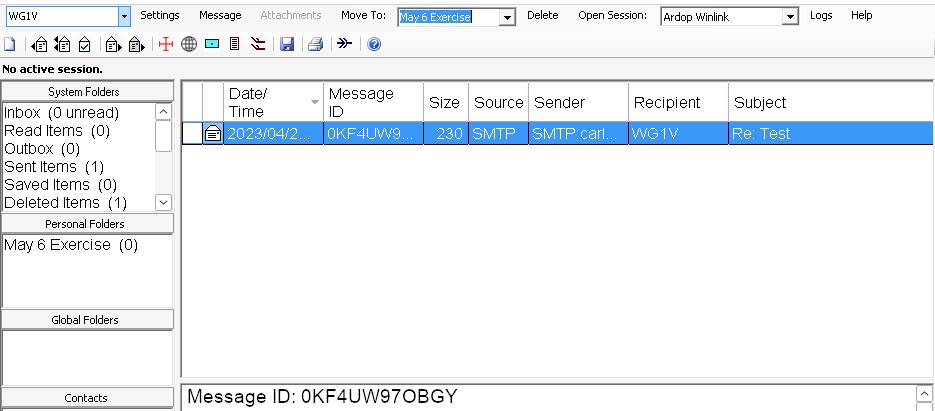 WG1V Settings Message Attachments Move To: May 6 Exercise Delete Open Session: Ardop Winlink Logs Help
No active session.
System Folders
Inbox (0 unread)
Read Items (0)
Outbox (0)
Sent Items (1)
Saved Items (0)
Deleted Items (1)
Personal Folders
May 6 Exercise (0)
Global Folders
Contacts
Date/ Message
Time ID Size Source Sender Recipient Subject
2023/04/2... 0KF4UW9... 230 SMTP SMTP:carl... WG1V Re: Test
Message ID: 0KF4UW97OBGY